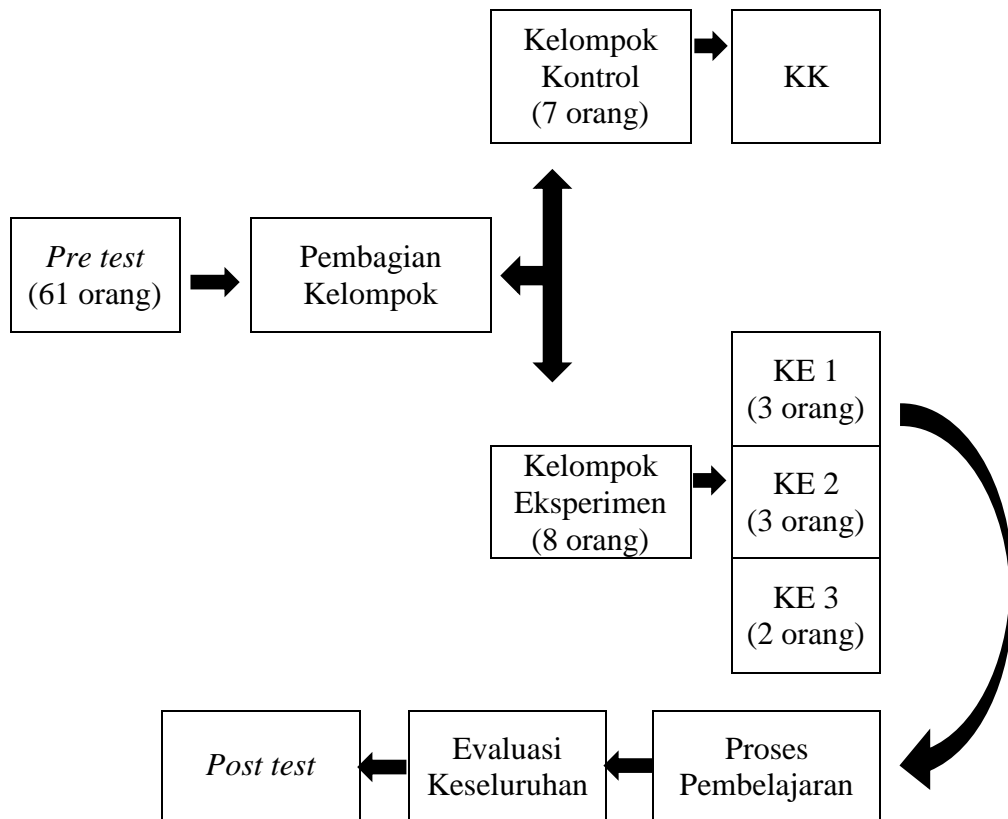 Kelompok
Kontrol
(7 orang)
KK
Pre test
(61 orang)
Pembagian
Kelompok
KE 1
(3 orang)
Kelompok
Eksperimen
(8 orang)
KE 2
(3 orang)
KE 3
(2 orang)
Post test
Evaluasi
Keseluruhan
Proses
Pembelajaran